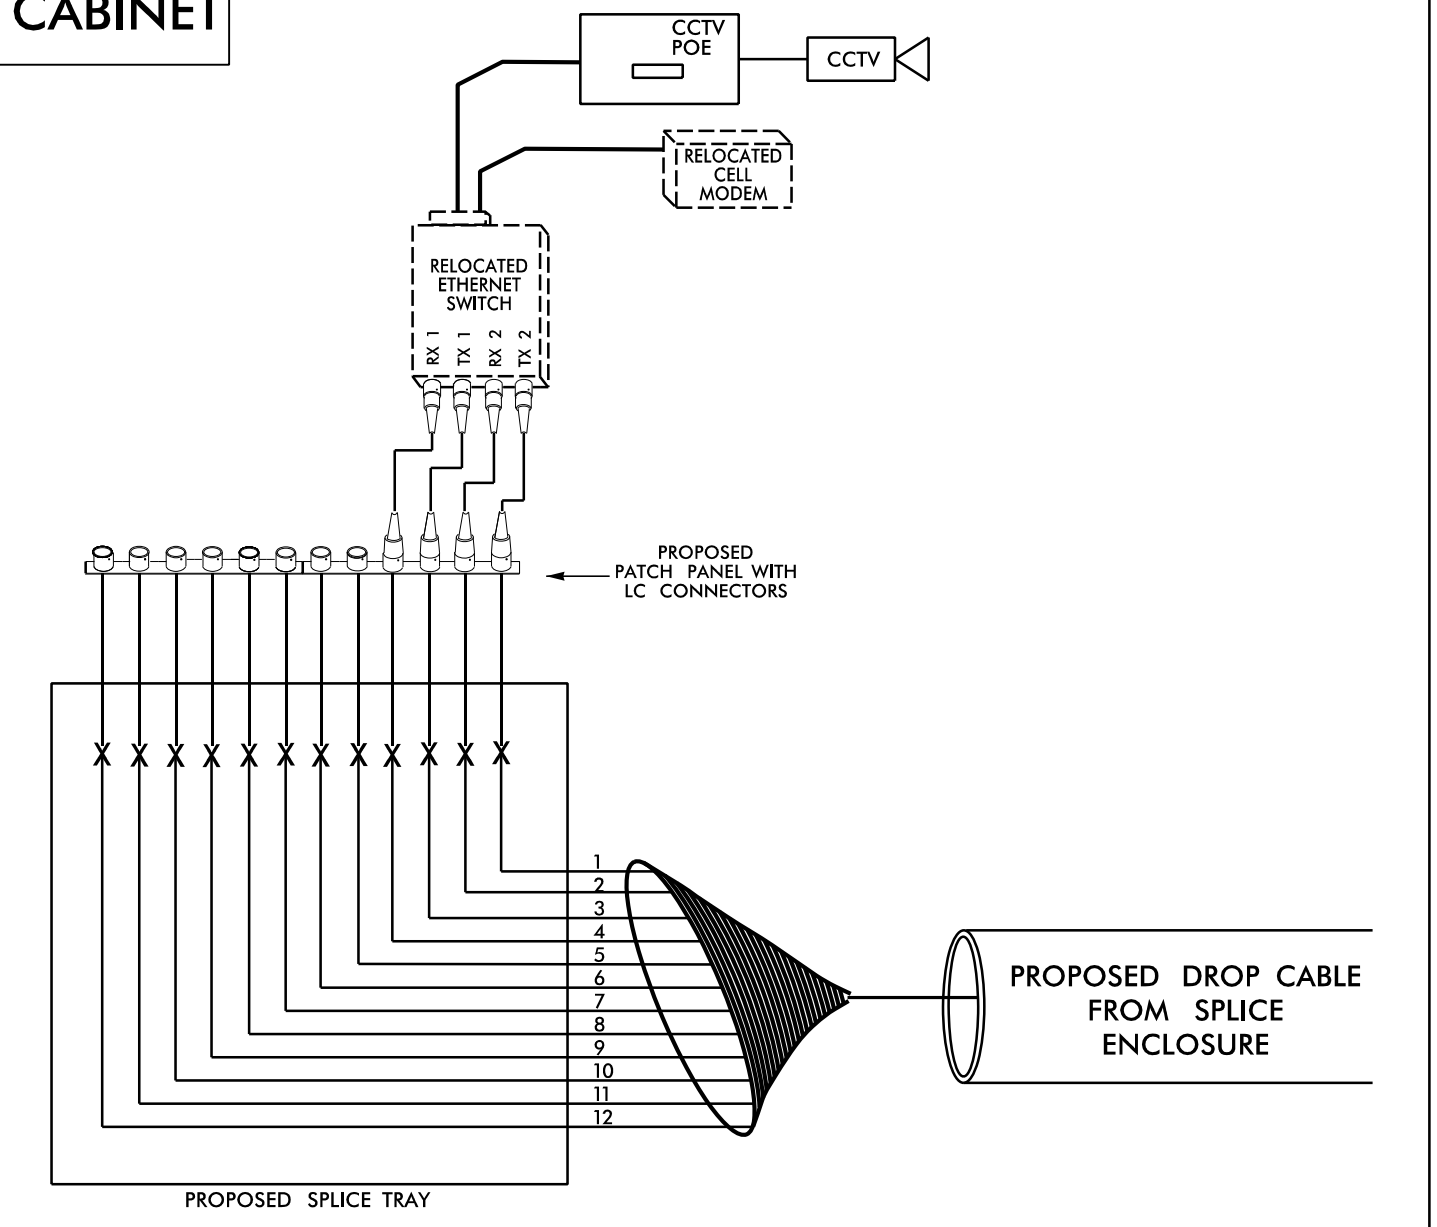 CABINET
CCTV
POE
CCTV
RELOCATED
CELL
MODEM
RELOCATED
ETHERNET
SWITCH
RX 1
TX 1
RX 2
TX 2
PROPOSED
PATCH PANEL WITH
LC CONNECTORS
X X X X X X X X X X X X
1
2
3
4
5
6
7
8
9
10
11
12
PROPOSED DROP CABLE
FROM SPLICE
ENCLOSURE
PROPOSED SPLICE TRAY